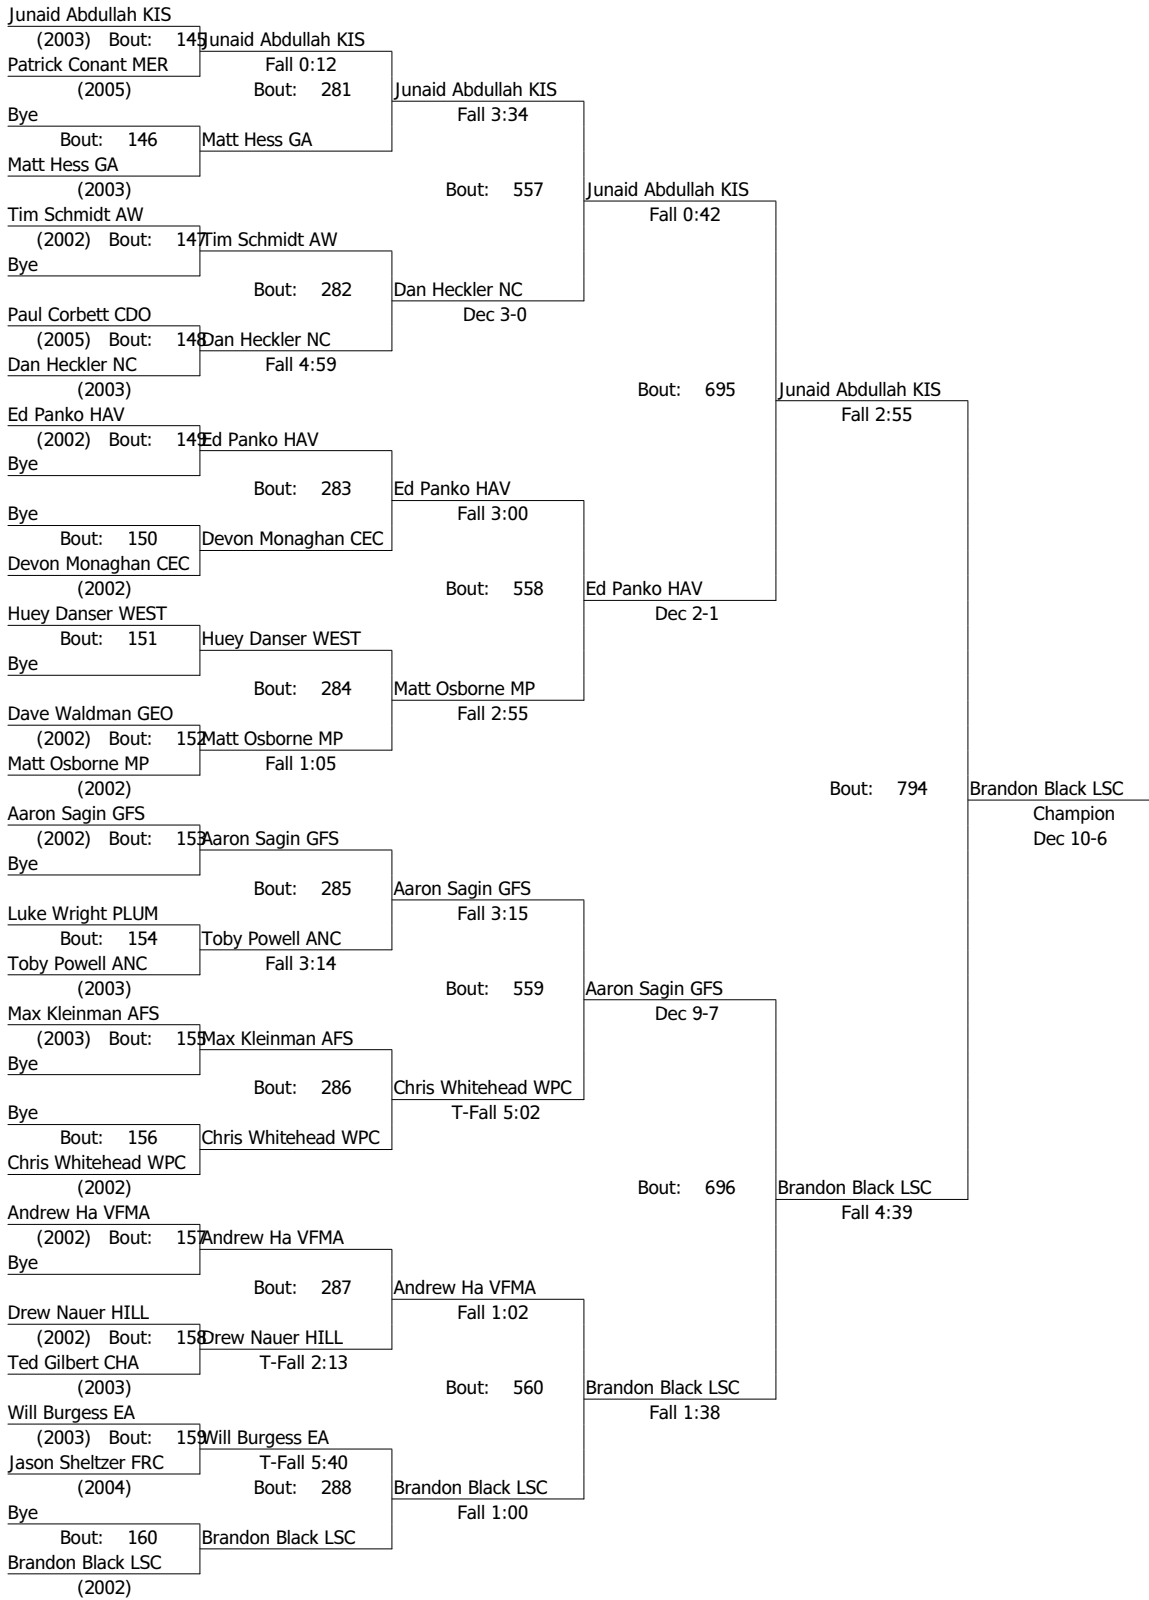 Junaid Abdullah KIS
(2003) Bout: 145 Junaid Abdullah KIS
Patrick Conant MER Fall 0:12
(2005) Bout: 281 Junaid Abdullah KIS
Bye Fall 3:34
Bout: 146 Matt Hess GA
Matt Hess GA
(2003) Bout: 557 Junaid Abdullah KIS
Tim Schmidt AW Fall 0:42
(2002) Bout: 147 Tim Schmidt AW
Bye
Bout: 282 Dan Heckler NC
Paul Corbett CDO Dec 3-0
(2005) Bout: 148 Dan Heckler NC
Dan Heckler NC Fall 4:59
(2003) Bout: 695 Junaid Abdullah KIS
Ed Panko HAV Fall 2:55
(2002) Bout: 149 Ed Panko HAV
Bye
Bout: 283 Ed Panko HAV
Bye Fall 3:00
Bout: 150 Devon Monaghan CEC
Devon Monaghan CEC
(2002) Bout: 558 Ed Panko HAV
Huey Danser WEST Dec 2-1
Bout: 151 Huey Danser WEST
Bye
Bout: 284 Matt Osborne MP
Dave Waldman GEO Fall 2:55
(2002) Bout: 152 Matt Osborne MP
Matt Osborne MP Fall 1:05
(2002) Bout: 794 Brandon Black LSC
Aaron Sagin GFS Champion
(2002) Bout: 153 Aaron Sagin GFS Dec 10-6
Bye
Bout: 285 Aaron Sagin GFS
Luke Wright PLUM Fall 3:15
Bout: 154 Toby Powell ANC
Toby Powell ANC Fall 3:14
(2003) Bout: 559 Aaron Sagin GFS
Max Kleinman AFS Dec 9-7
(2003) Bout: 155 Max Kleinman AFS
Bye
Bout: 286 Chris Whitehead WPC
Bye T-Fall 5:02
Bout: 156 Chris Whitehead WPC
Chris Whitehead WPC
(2002) Bout: 696 Brandon Black LSC
Andrew Ha VFMA Fall 4:39
(2002) Bout: 157 Andrew Ha VFMA
Bye
Bout: 287 Andrew Ha VFMA
Drew Nauer HILL Fall 1:02
(2002) Bout: 158 Drew Nauer HILL
Ted Gilbert CHA T-Fall 2:13
(2003) Bout: 560 Brandon Black LSC
Will Burgess EA Fall 1:38
(2003) Bout: 159 Will Burgess EA
Jason Sheltzer FRC T-Fall 5:40
(2004) Bout: 288 Brandon Black LSC
Bye Fall 1:00
Bout: 160 Brandon Black LSC
Brandon Black LSC
(2002)